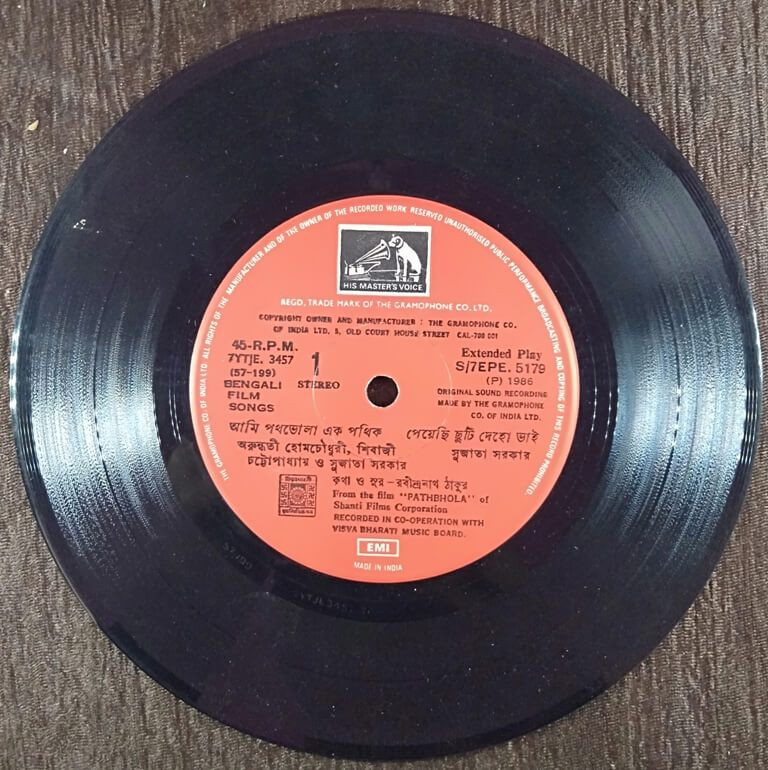 THE GRAMOPHONE CO. OF INDIA LTD. ALL RIGHTS OF THE MANUFACTURER AND OF THE OWNER OF THE RECORDED WORK RESERVED UNAUTHORISED PUBLIC PERFORMANCE BROADCASTING AND COPYING OF THIS RECORD PROHIBITED
HIS MASTER'S VOICE
REGD. TRADE MARK OF THE GRAMOPHONE CO. LTD.
COPYRIGHT OWNER AND MANUFACTURER : THE GRAMOPHONE CO.
OF INDIA LTD. 5, OLD COURT HOUSE STREET CAL-700 001
45-R.P.M.
7YTJE. 3457
(57-199)
BENGALI
FILM
SONGS
1
STEREO
Extended Play
S/7EPE. 5179
(P) 1986
ORIGINAL SOUND RECORDING
MADE BY THE GRAMOPHONE
CO. OF INDIA LTD.
আমি পথভোলা এক পথিক
অরুন্ধতী হোমচৌধুরী, শিবাজী
চট্টোপাধ্যায় ও সুজাতা সরকার
পেয়েছি ছুটি দেহো ভাই
সুজাতা সরকার
কথা ও সুর - রবীন্দ্রনাথ ঠাকুর
From the film "PATHBHOLA" of
Shanti Films Corporation
RECORDED IN CO-OPERATION WITH
VISVA BHARATI MUSIC BOARD.
EMI
MADE IN INDIA